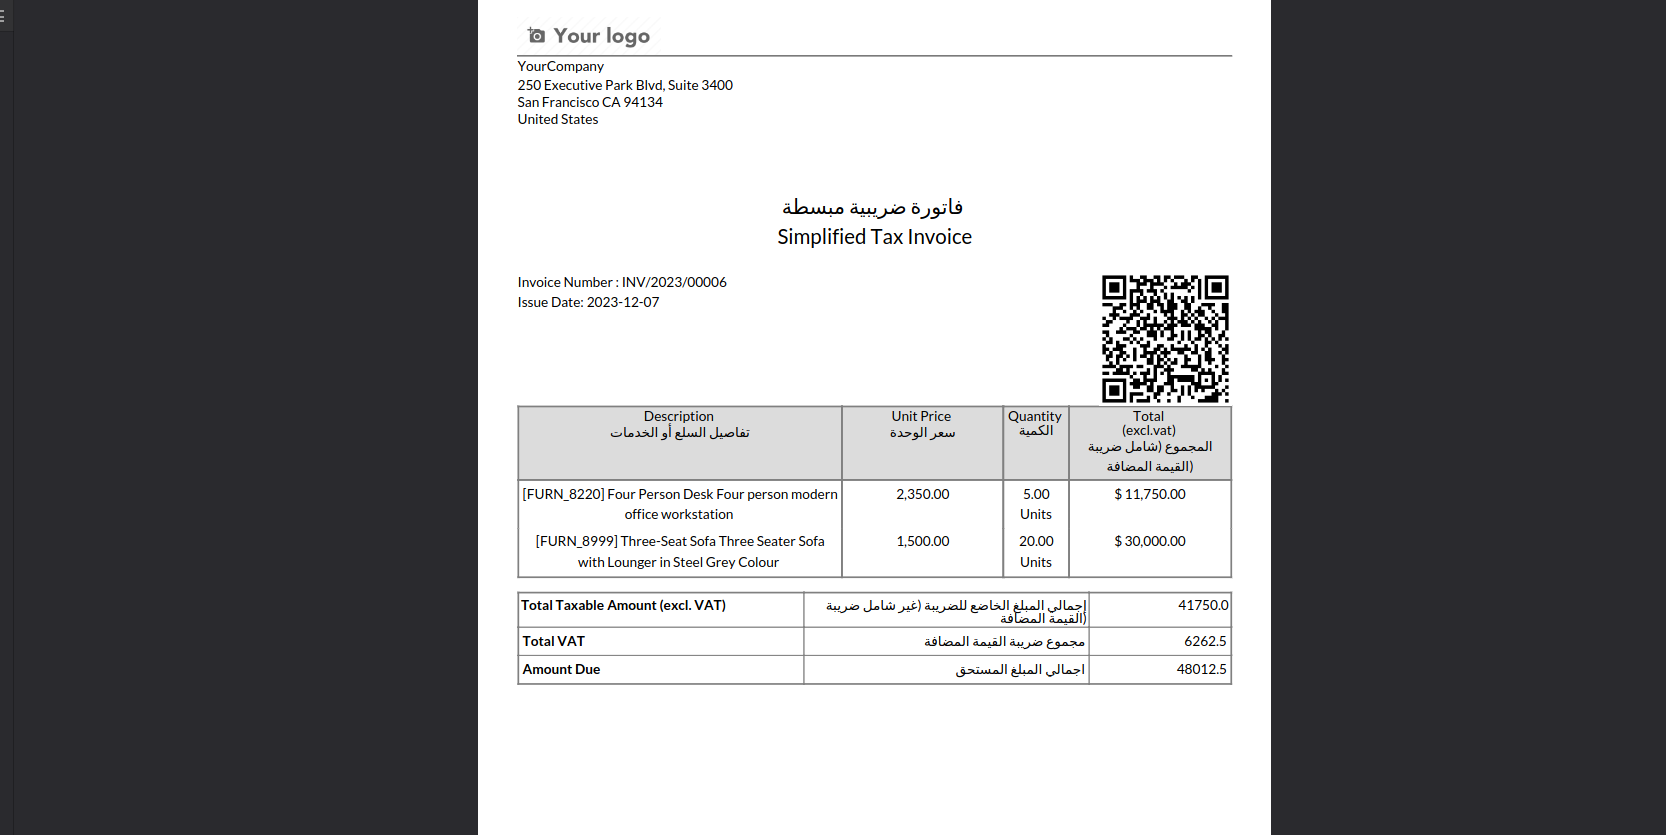 Your logo
YourCompany
250 Executive Park Blvd, Suite 3400
San Francisco CA 94134
United States
فاتورة ضريبية مبسطة
Simplified Tax Invoice
Invoice Number : INV/2023/00006
Issue Date: 2023-12-07
Description
تفاصيل السلع أو الخدمات
Unit Price
سعر الوحدة
Quantity
الكمية
Total
(excl.vat)
المجموع (شامل ضريبة
القيمة المضافة)
[FURN_8220] Four Person Desk Four person modern
office workstation
2,350.00
5.00
Units
$ 11,750.00
[FURN_8999] Three-Seat Sofa Three Seater Sofa
with Lounger in Steel Grey Colour
1,500.00
20.00
Units
$ 30,000.00
Total Taxable Amount (excl. VAT)
إجمالي المبلغ الخاضع للضريبة (غير شامل ضريبة
القيمة المضافة)
41750.0
Total VAT
مجموع ضريبة القيمة المضافة
6262.5
Amount Due
اجمالي المبلغ المستحق
48012.5